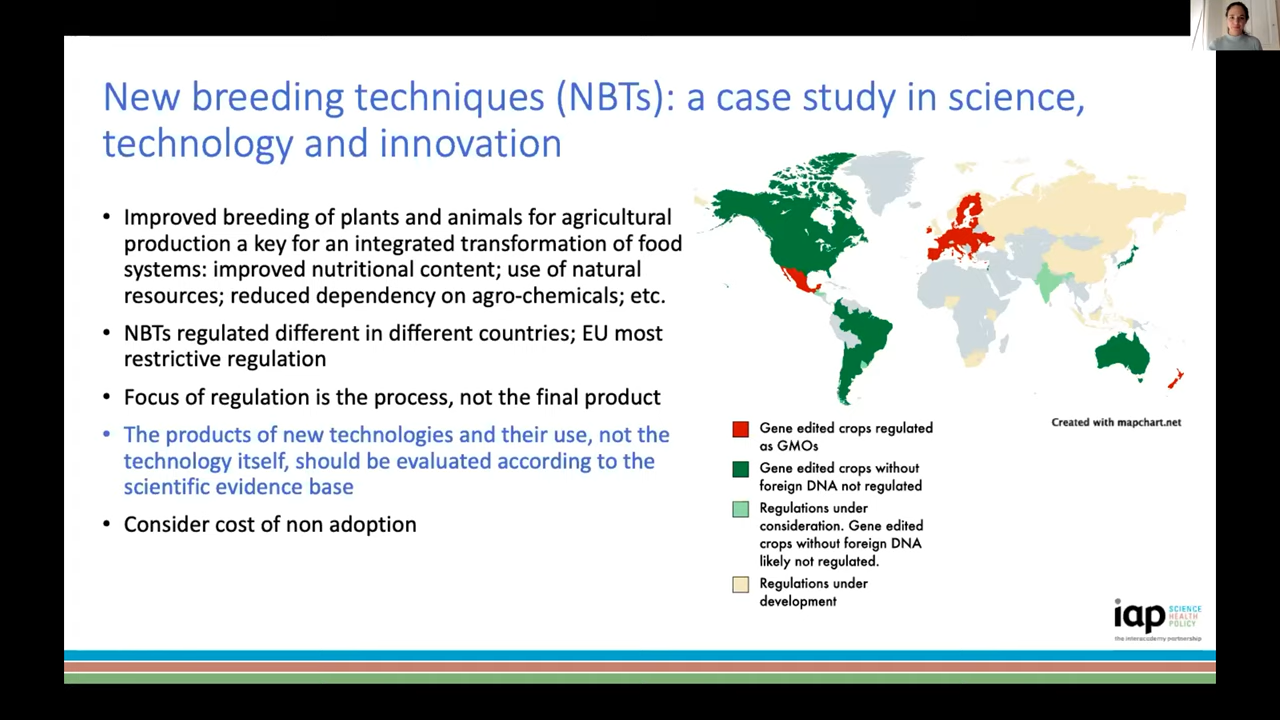 New breeding techniques (NBTs): a case study in science,
technology and innovation
• Improved breeding of plants and animals for agricultural
production a key for an integrated transformation of food
systems: improved nutritional content; use of natural
resources; reduced dependency on agro-chemicals; etc.
• NBTs regulated different in different countries; EU most
restrictive regulation
• Focus of regulation is the process, not the final product
• The products of new technologies and their use, not the
technology itself, should be evaluated according to the
scientific evidence base
• Consider cost of non adoption
Created with mapchart.net
Gene edited crops regulated
as GMOs
Gene edited crops without
foreign DNA not regulated
Regulations under
consideration. Gene edited
crops without foreign DNA
likely not regulated.
Regulations under
development
iap SCIENCE
HEALTH
POLICY
the interacademy partnership